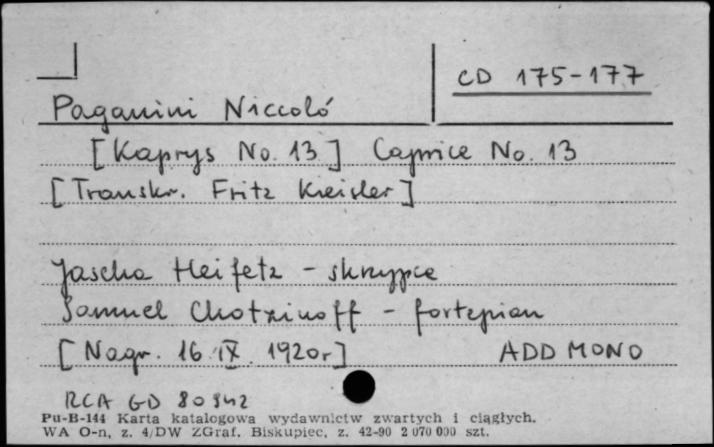 CD 175-177
Paganini Niccoló
[Kaprys No. 13] Caprice No. 13
[Transkr. Fritz Kreisler]
Jascha Heifetz - skrzypce
Samuel Chotzinoff - fortepian
[Nagr. 16 IX 1920r] ADD MONO
RCA GD 80942
Pu-B-144 Karta katalogowa wydawnictw zwartych i ciągłych.
WA O-n, z. 4/DW ZGraf. Biskupiec, z. 42-90 2 070 000 szt.